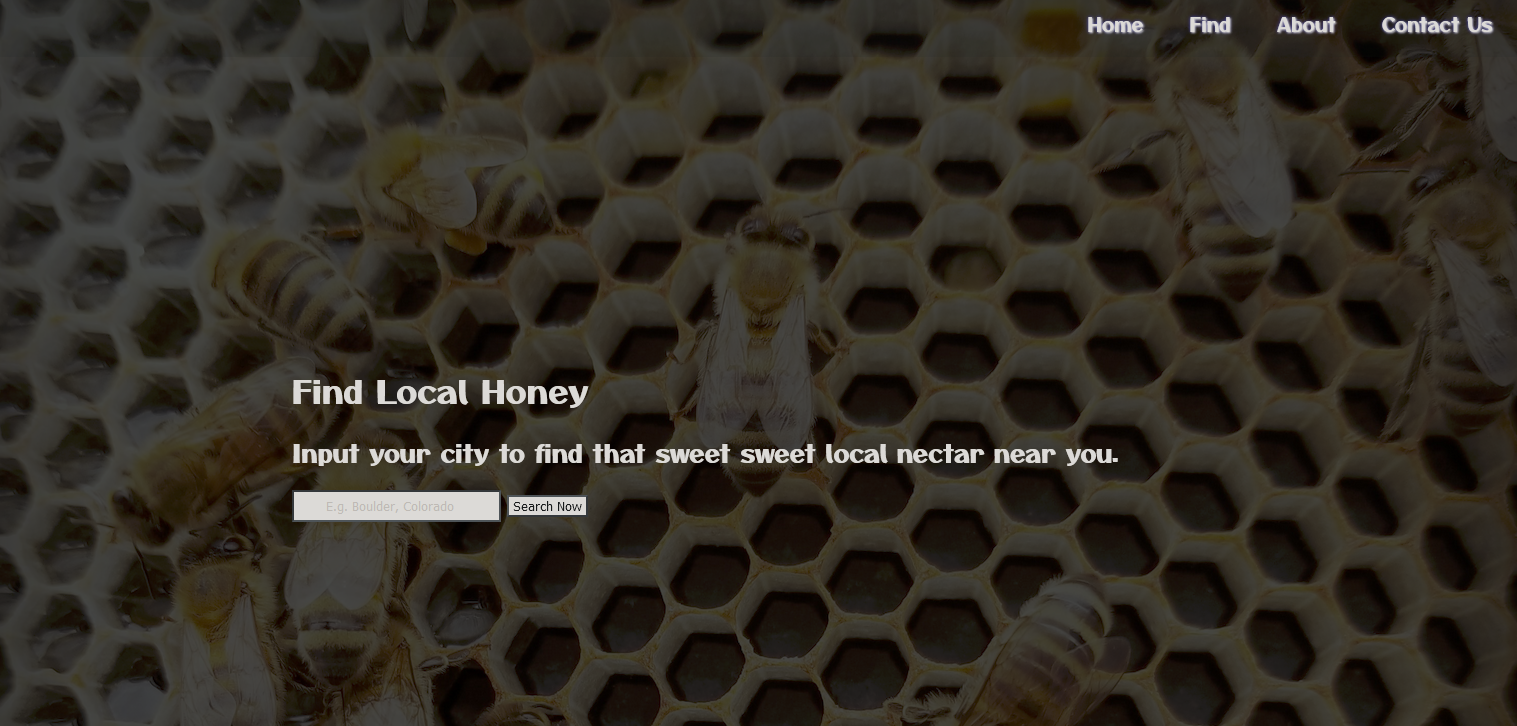 Home Find About Contact Us
Find Local Honey
Input your city to find that sweet sweet local nectar near you.
E.g. Boulder, Colorado Search Now